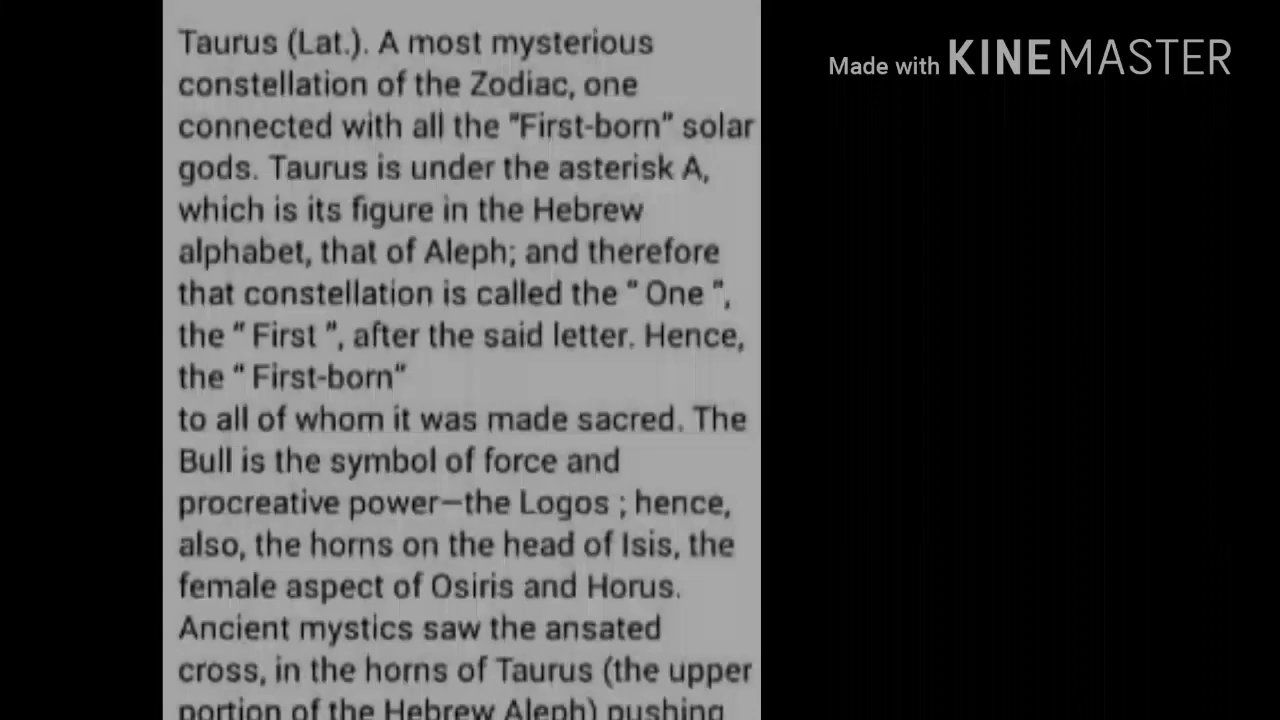 Taurus (Lat.). A most mysterious
constellation of the Zodiac, one
connected with all the "First-born" solar
gods. Taurus is under the asterisk A,
which is its figure in the Hebrew
alphabet, that of Aleph; and therefore
that constellation is called the " One ",
the " First ", after the said letter. Hence,
the " First-born"
to all of whom it was made sacred. The
Bull is the symbol of force and
procreative power—the Logos ; hence,
also, the horns on the head of Isis, the
female aspect of Osiris and Horus.
Ancient mystics saw the ansated
cross, in the horns of Taurus (the upper
portion of the Hebrew Aleph) pushing
Made with KINEMASTER